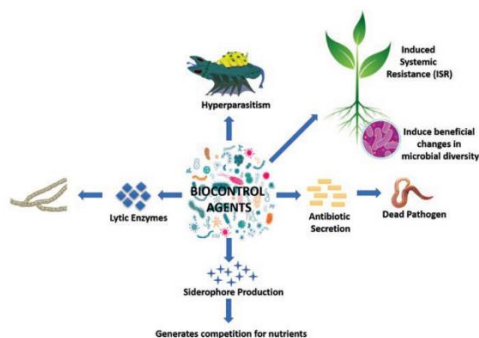 Induced
Systemic
Resistance (ISR)
Hyperparasitism
Induce beneficial
changes in
microbial diversity
BIOCONTROL
AGENTS
Lytic Enzymes
Antibiotic
Secretion
Dead Pathogen
Siderophore Production
Generates competition for nutrients